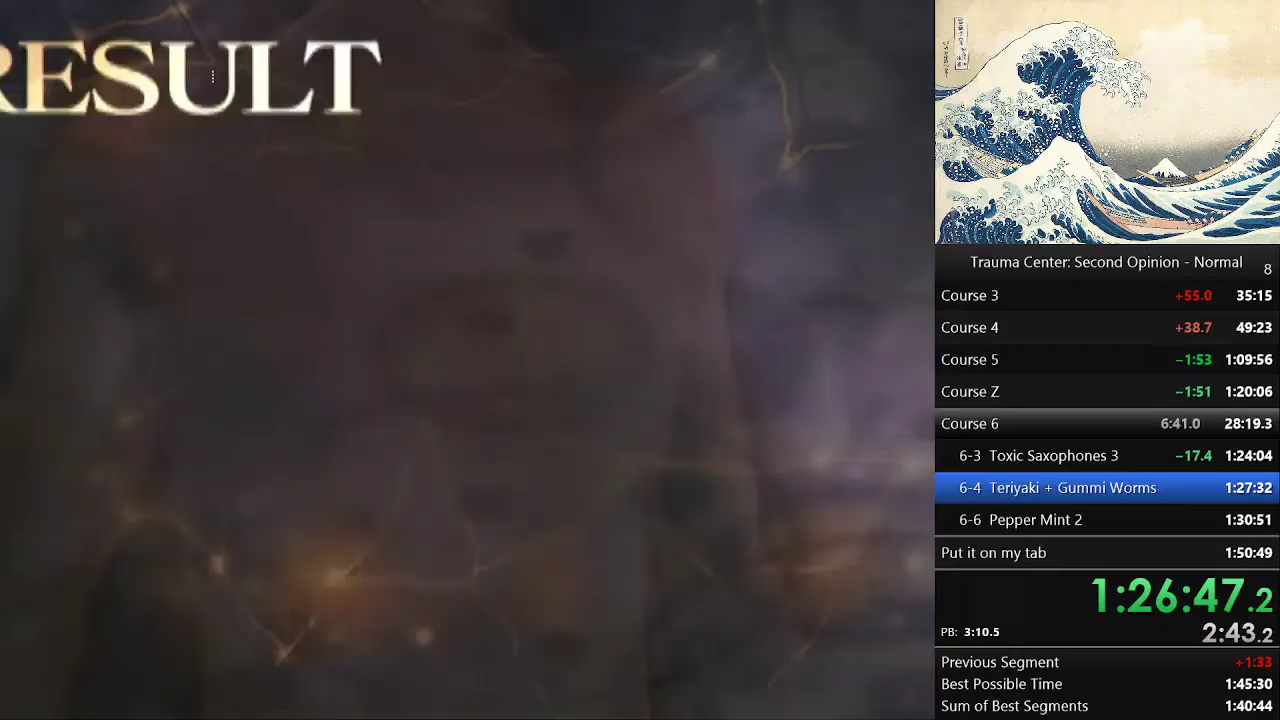 RESULT
Trauma Center: Second Opinion - Normal
8
Course 3 +55.0 35:15
Course 4 +38.7 49:23
Course 5 −1:53 1:09:56
Course Z −1:51 1:20:06
Course 6 6:41.0 28:19.3
6-3 Toxic Saxophones 3 −17.4 1:24:04
6-4 Teriyaki + Gummi Worms 1:27:32
6-6 Pepper Mint 2 1:30:51
Put it on my tab 1:50:49
1:26:47.2
PB: 3:10.5 2:43.2
Previous Segment +1:33
Best Possible Time 1:45:30
Sum of Best Segments 1:40:44